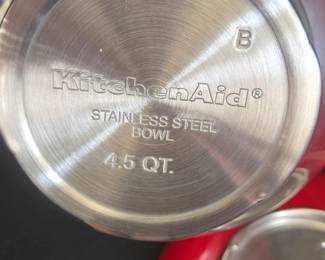 B
KitchenAid®
STAINLESS STEEL
BOWL
4.5 QT.